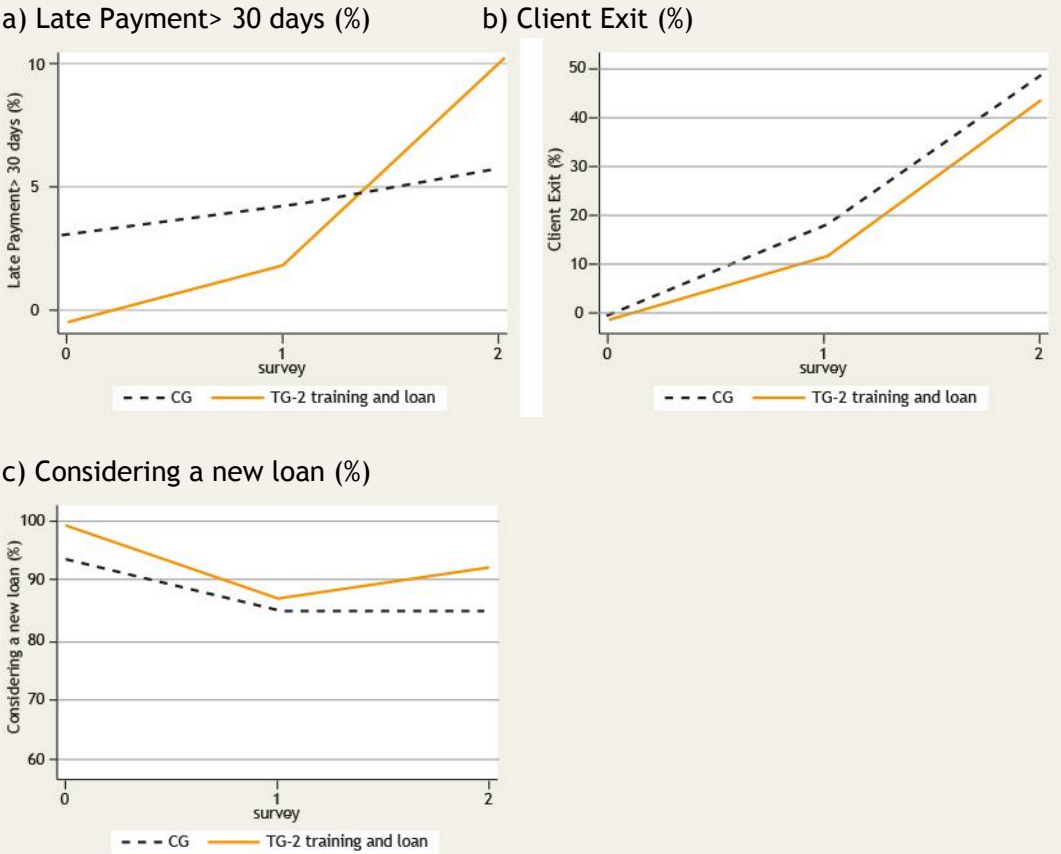 a) Late Payment> 30 days (%)
b) Client Exit (%)
Late Payment> 30 days (%)
10
5
0
0 1 2
survey
CG TG-2 training and loan
Client Exit (%)
50
40
30
20
10
0
0 1 2
survey
CG TG-2 training and loan
c) Considering a new loan (%)
Considering a new loan (%)
100
90
80
70
60
0 1 2
survey
CG TG-2 training and loan